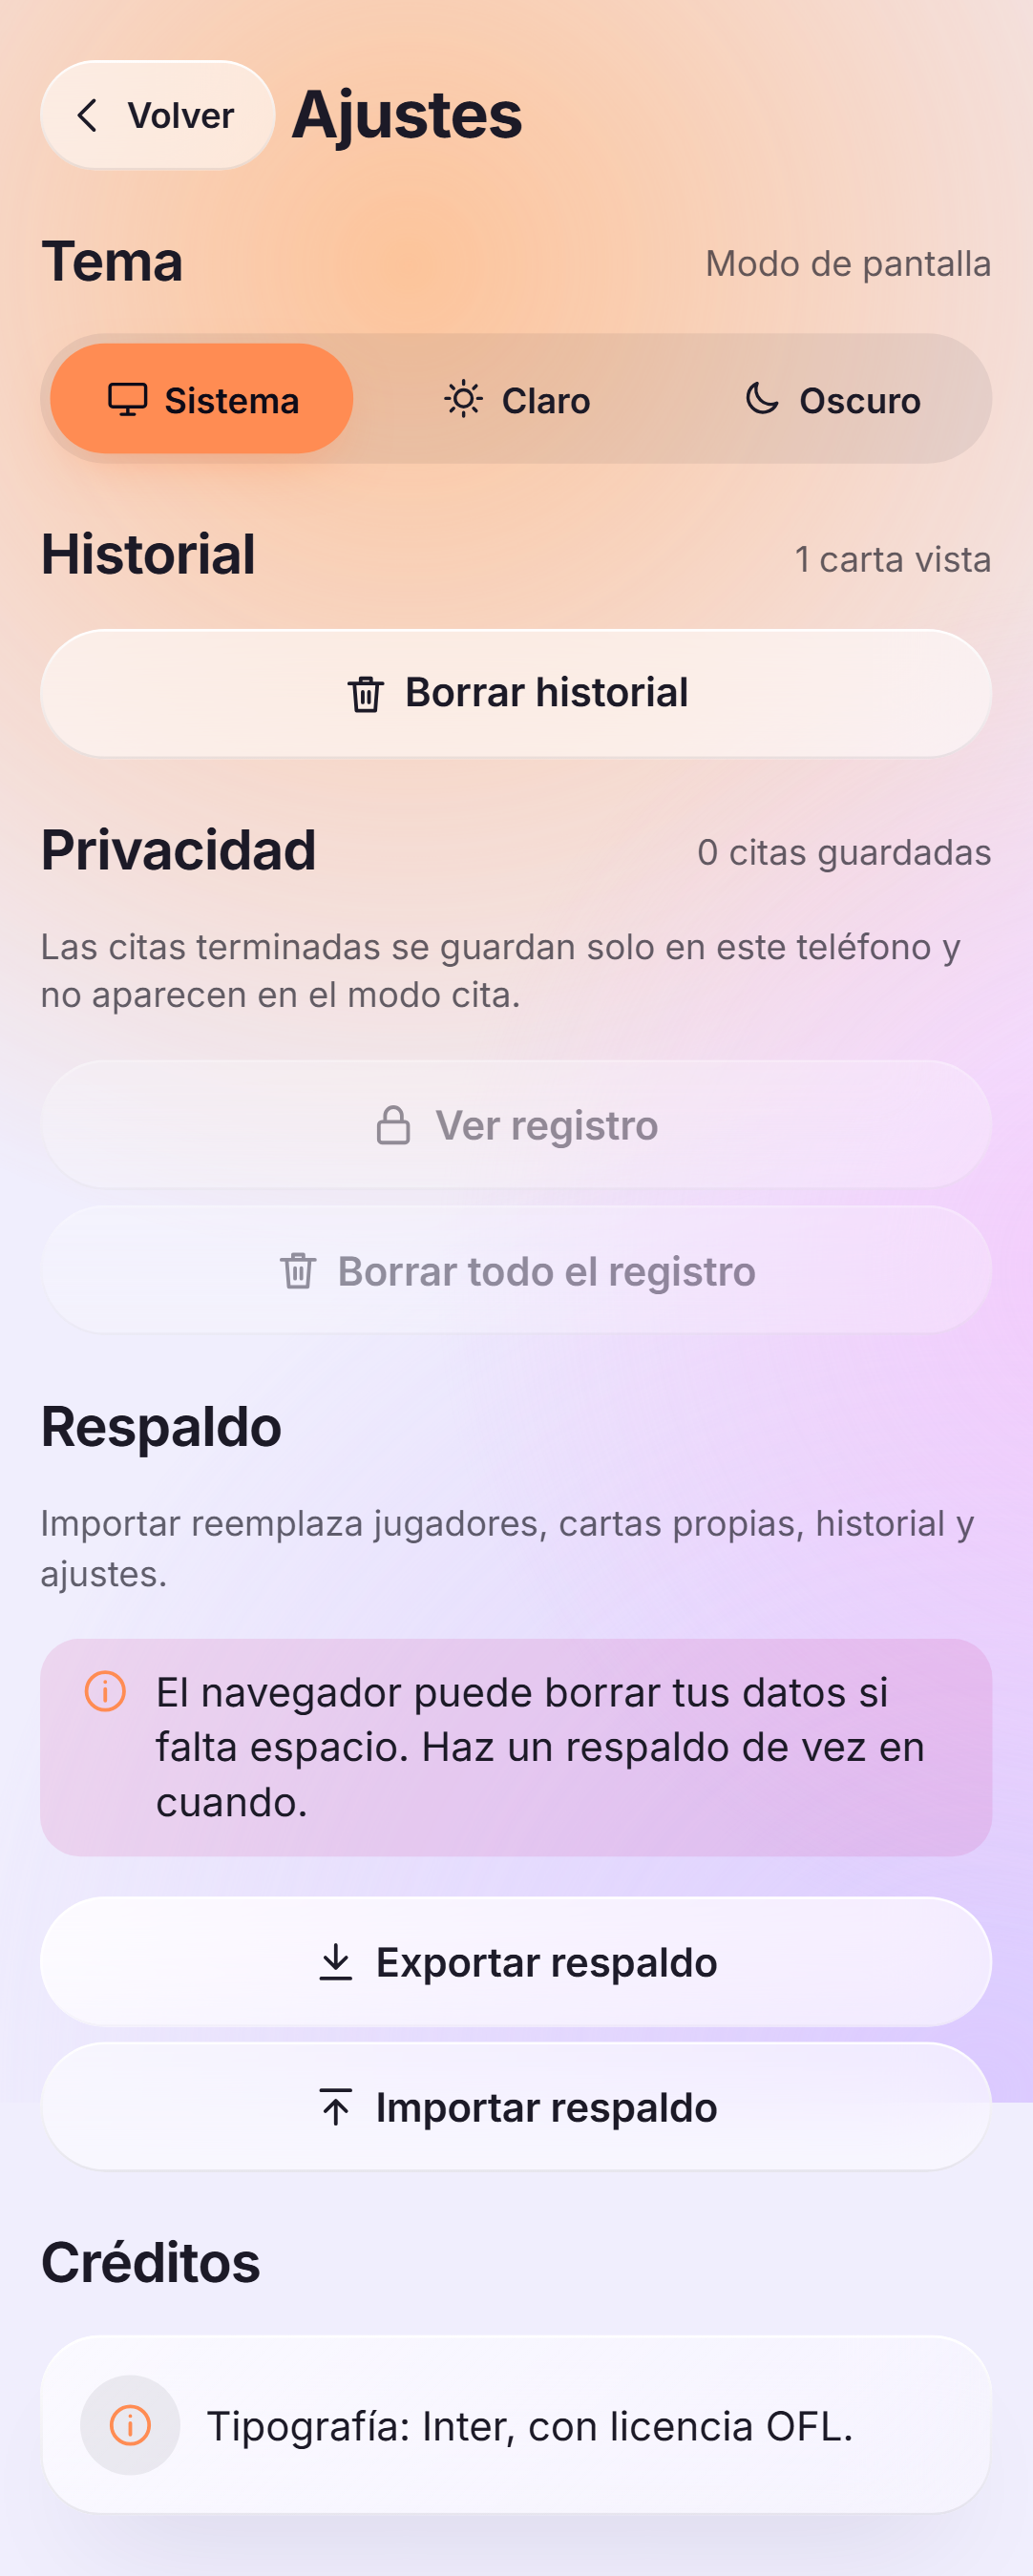 Volver
Ajustes
Tema
Modo de pantalla
Sistema
Claro
Oscuro
Historial
1 carta vista
Borrar historial
Privacidad
0 citas guardadas
Las citas terminadas se guardan solo en este teléfono y
no aparecen en el modo cita.
Ver registro
Borrar todo el registro
Respaldo
Importar reemplaza jugadores, cartas propias, historial y
ajustes.
El navegador puede borrar tus datos si
falta espacio. Haz un respaldo de vez en
cuando.
Exportar respaldo
Importar respaldo
Créditos
Tipografía: Inter, con licencia OFL.